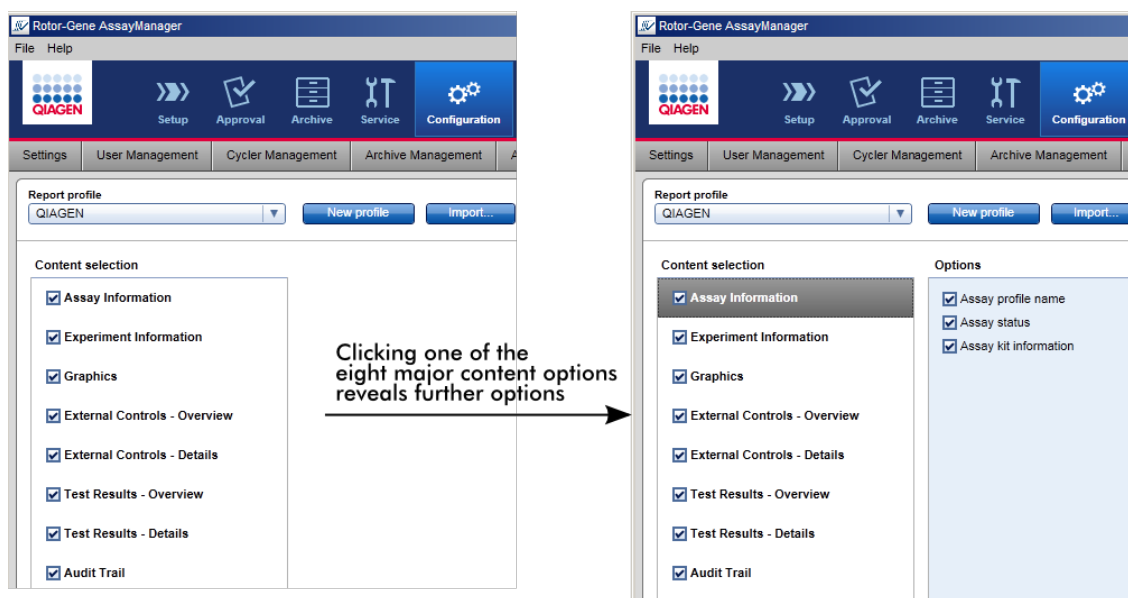 Rotor-Gene AssayManager
File Help
QIAGEN
Setup Approval Archive Service Configuration
Settings User Management Cycler Management Archive Management
Report profile
QIAGEN New profile Import...
Content selection
Assay Information
Experiment Information
Graphics
External Controls - Overview
External Controls - Details
Test Results - Overview
Test Results - Details
Audit Trail
Clicking one of the
eight major content options
reveals further options
Rotor-Gene AssayManager
File Help
QIAGEN
Setup Approval Archive Service Configuration
Settings User Management Cycler Management Archive Management
Report profile
QIAGEN New profile Import...
Content selection
Assay Information
Experiment Information
Graphics
External Controls - Overview
External Controls - Details
Test Results - Overview
Test Results - Details
Audit Trail
Options
Assay profile name
Assay status
Assay kit information